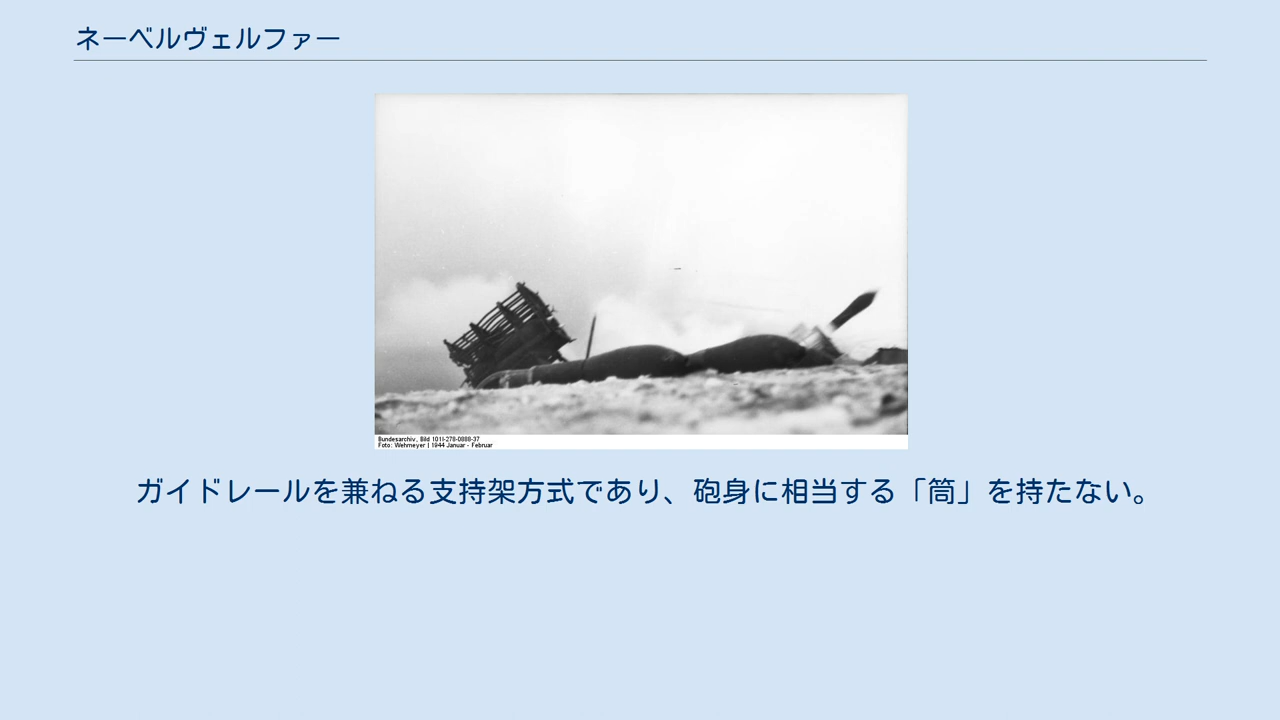 ネーベルヴェルファー
Bundesarchiv, Bild 101I-278-0888-37
Foto: Wehmeyer | 1944 Januar - Februar
ガイドレールを兼ねる支持架方式であり、砲身に相当する「筒」を持たない。